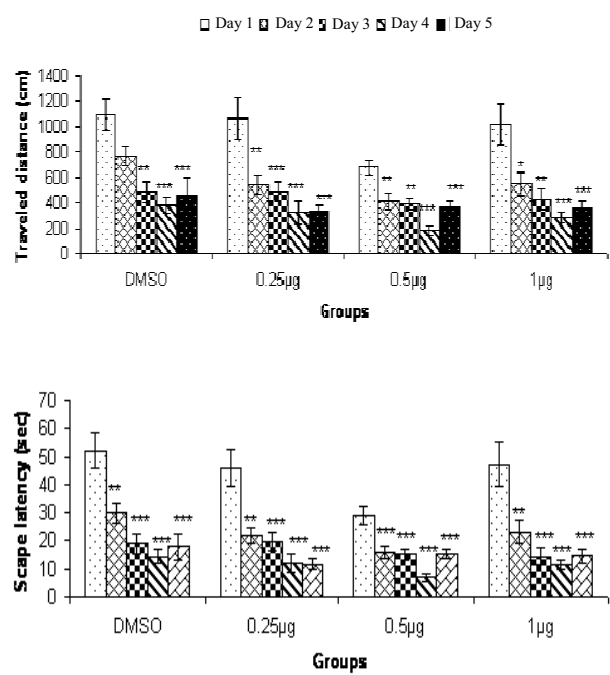 Day 1 Day 2 Day 3 Day 4 Day 5
Traveled distance (cm)
1400
1200
1000
800
600
400
200
0
** *** ***
** *** *** ***
** ** *** ***
* ** *** ***
DMSO 0.25µg 0.5µg 1µg
Groups
Scape latency (sec)
70
60
50
40
30
20
10
0
** *** *** ***
** *** *** ***
*** *** *** ***
** *** *** ***
DMSO 0.25µg 0.5µg 1µg
Groups